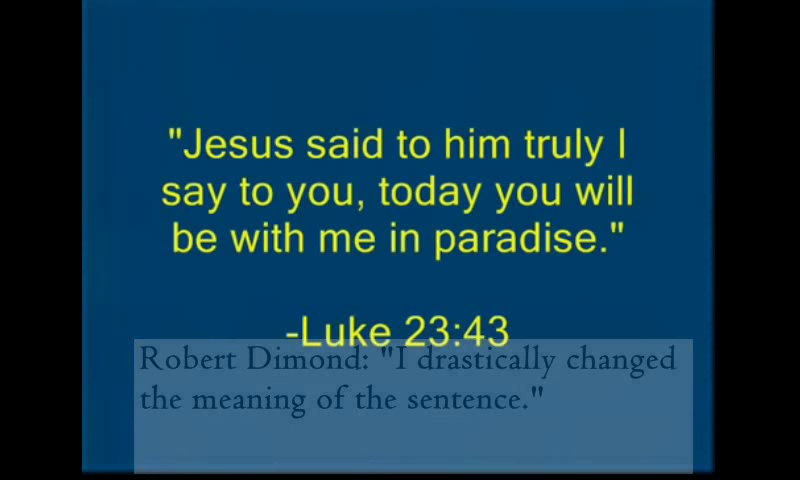 "Jesus said to him truly I
say to you, today you will
be with me in paradise."
-Luke 23:43
Robert Dimond: "I drastically changed
the meaning of the sentence."